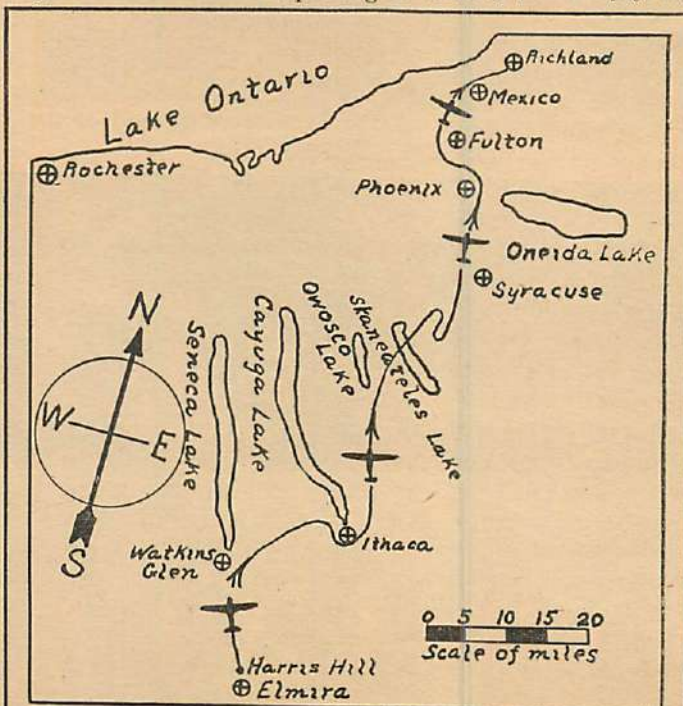 Richland
Mexico
Lake Ontario
Fulton
Rochester
Phoenix
Oneida Lake
Syracuse
N
W
E
S
Seneca Lake
Cayuga Lake
Owosco
Lake
Skaneateles Lake
Ithaca
Watkins
Glen
0 5 10 15 20
Scale of miles
Harris Hill
Elmira